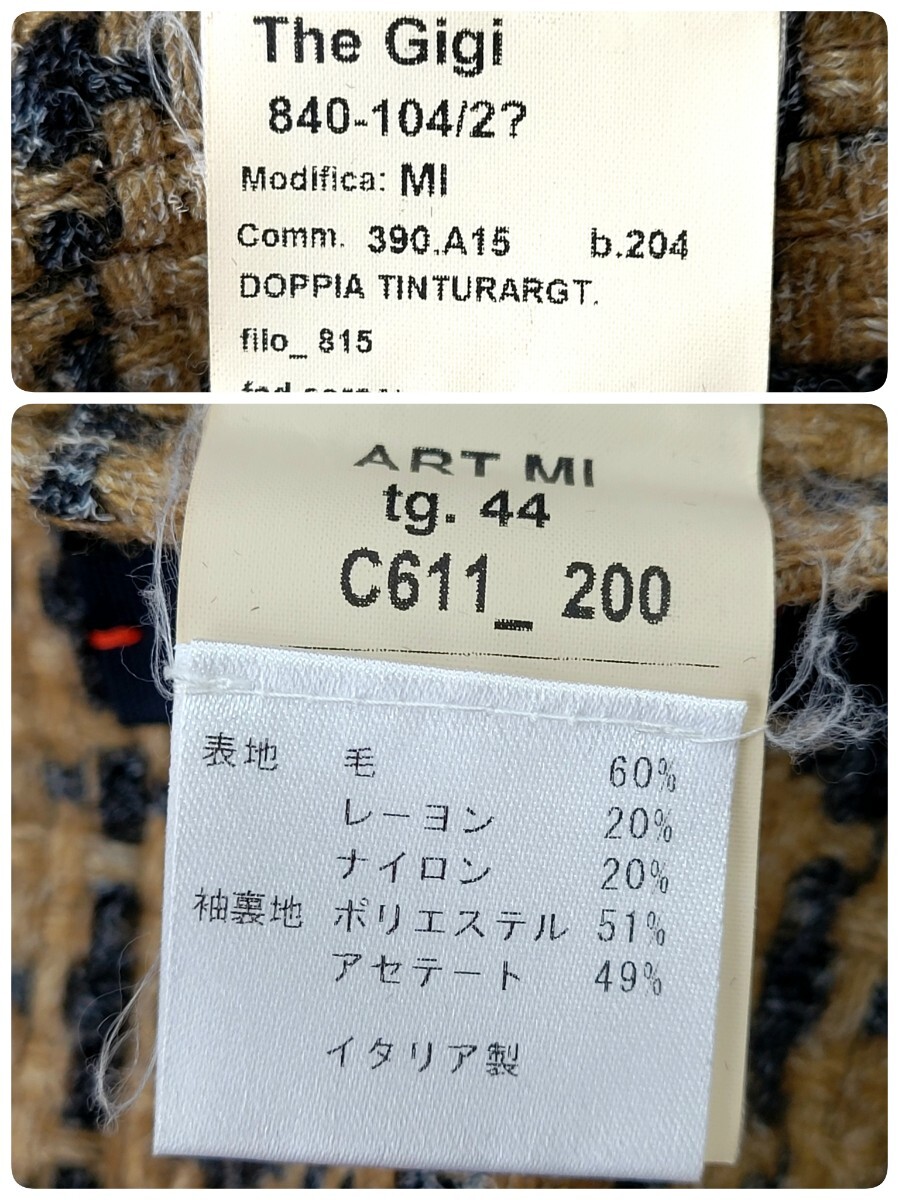 The Gigi
840-104/2?
Modifica: MI
Comm. 390.A15 b.204
DOPPIA TINTURARGT.
filo_ 815
ART MI
tg. 44
C611_ 200
表地 毛 60%
レーヨン 20%
ナイロン 20%
袖裏地 ポリエステル 51%
アセテート 49%
イタリア製